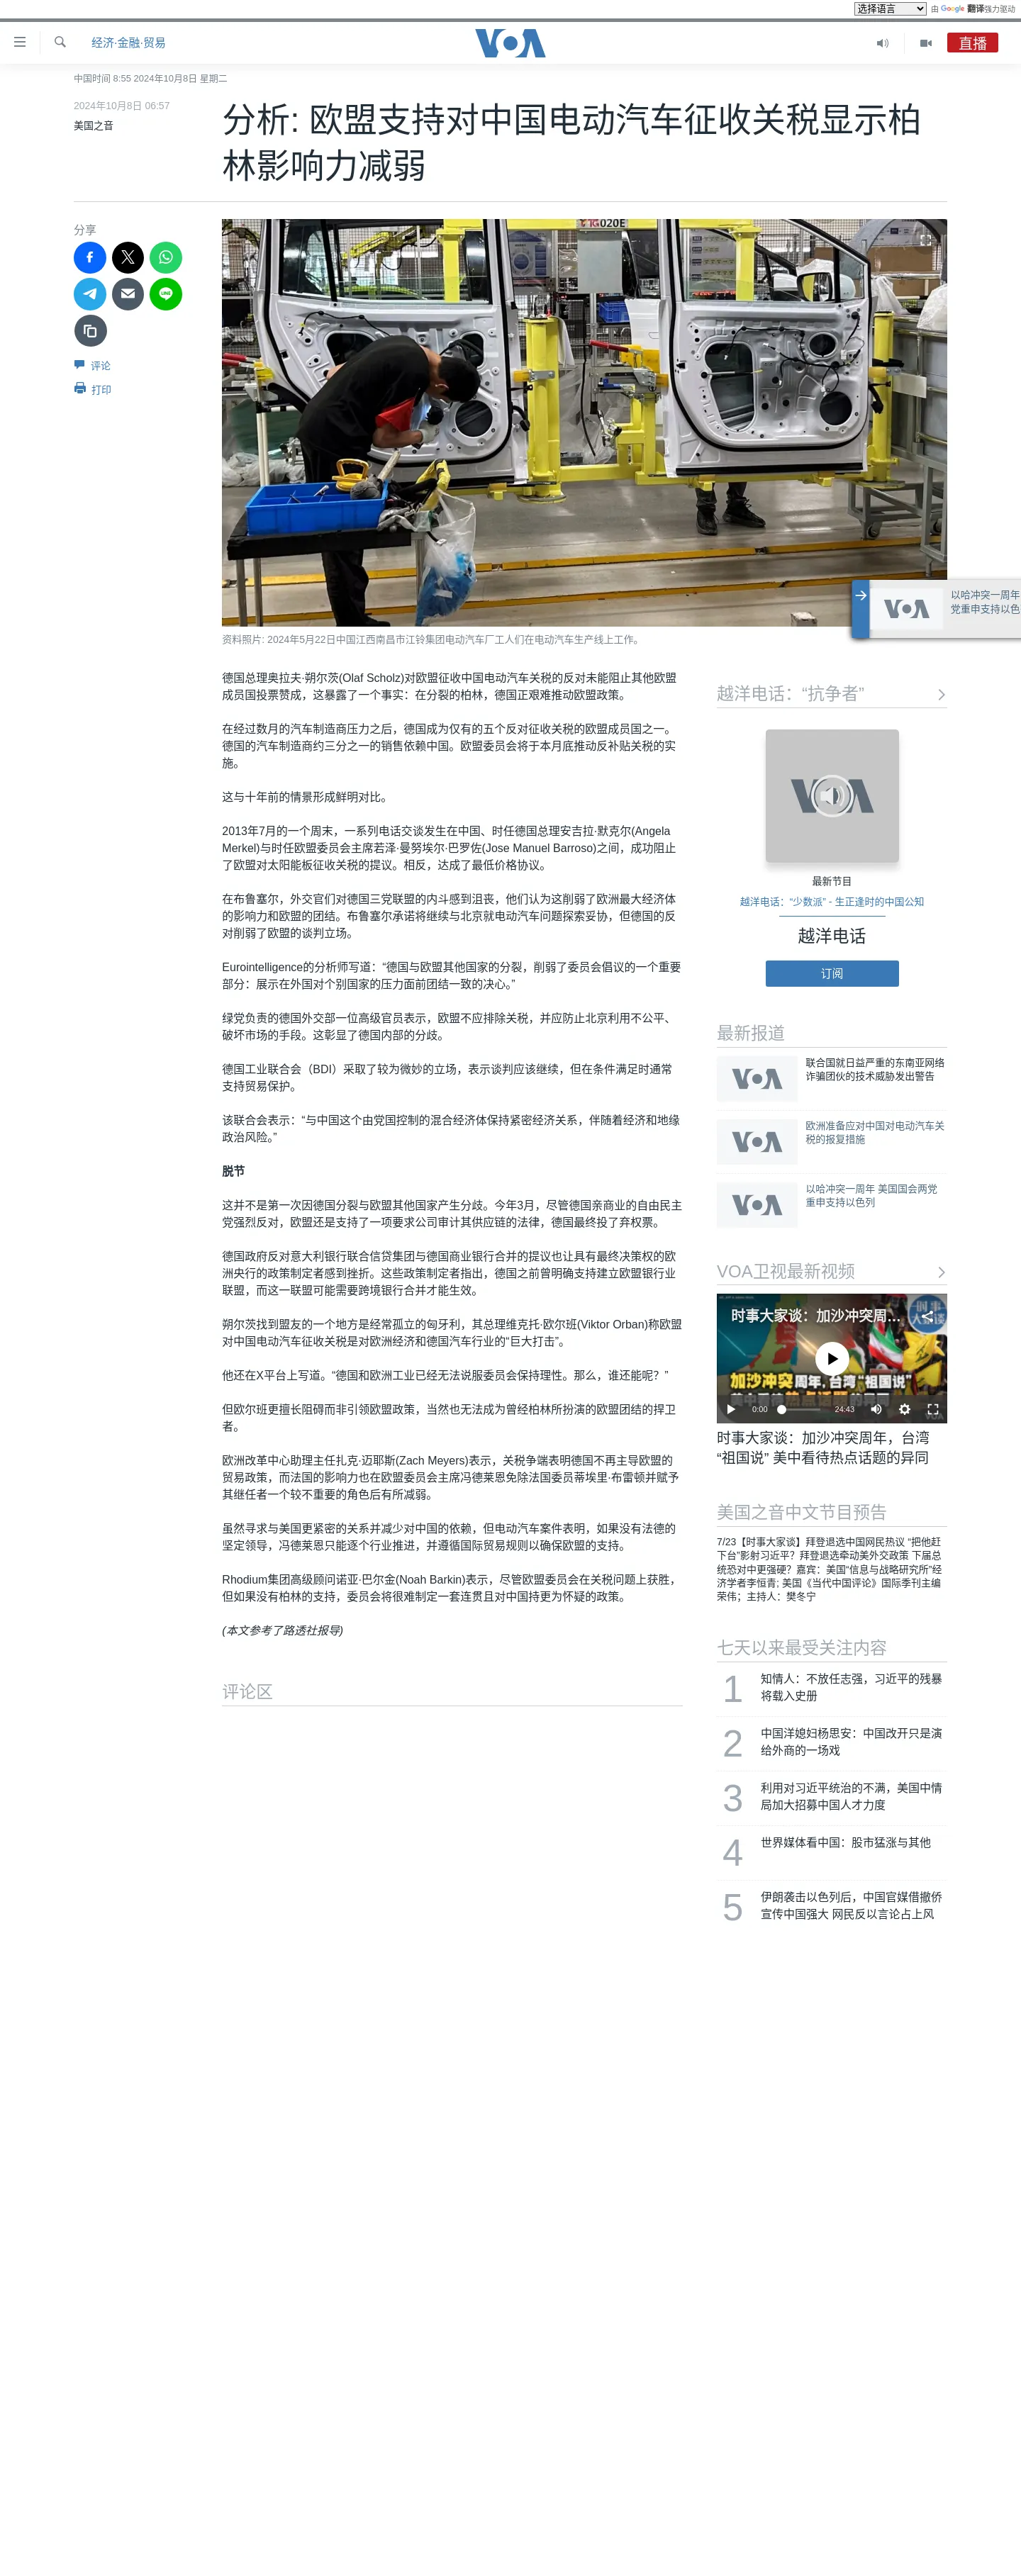 选择语言 由 Google 翻译强力驱动
经济·金融·贸易
VOA
直播
中国时间 8:55 2024年10月8日 星期二
2024年10月8日 06:57
美国之音
分析: 欧盟支持对中国电动汽车征收关税显示柏
林影响力减弱
分享
评论
打印
资料照片: 2024年5月22日中国江西南昌市江铃集团电动汽车厂工人们在电动汽车生产线上工作。
VOA
以哈冲突一周年
党重申支持以色
德国总理奥拉夫·朔尔茨(Olaf Scholz)对欧盟征收中国电动汽车关税的反对未能阻止其他欧盟
成员国投票赞成，这暴露了一个事实：在分裂的柏林，德国正艰难推动欧盟政策。
在经过数月的汽车制造商压力之后，德国成为仅有的五个反对征收关税的欧盟成员国之一。
德国的汽车制造商约三分之一的销售依赖中国。欧盟委员会将于本月底推动反补贴关税的实
施。
这与十年前的情景形成鲜明对比。
2013年7月的一个周末，一系列电话交谈发生在中国、时任德国总理安吉拉·默克尔(Angela
Merkel)与时任欧盟委员会主席若泽·曼努埃尔·巴罗佐(Jose Manuel Barroso)之间，成功阻止
了欧盟对太阳能板征收关税的提议。相反，达成了最低价格协议。
在布鲁塞尔，外交官们对德国三党联盟的内斗感到沮丧，他们认为这削弱了欧洲最大经济体
的影响力和欧盟的团结。布鲁塞尔承诺将继续与北京就电动汽车问题探索妥协，但德国的反
对削弱了欧盟的谈判立场。
Eurointelligence的分析师写道：“德国与欧盟其他国家的分裂，削弱了委员会倡议的一个重要
部分：展示在外国对个别国家的压力面前团结一致的决心。”
绿党负责的德国外交部一位高级官员表示，欧盟不应排除关税，并应防止北京利用不公平、
破坏市场的手段。这彰显了德国内部的分歧。
德国工业联合会（BDI）采取了较为微妙的立场，表示谈判应该继续，但在条件满足时通常
支持贸易保护。
该联合会表示：“与中国这个由党国控制的混合经济体保持紧密经济关系，伴随着经济和地缘
政治风险。”
脱节
这并不是第一次因德国分裂与欧盟其他国家产生分歧。今年3月，尽管德国亲商业的自由民主
党强烈反对，欧盟还是支持了一项要求公司审计其供应链的法律，德国最终投了弃权票。
德国政府反对意大利银行联合信贷集团与德国商业银行合并的提议也让具有最终决策权的欧
洲央行的政策制定者感到挫折。这些政策制定者指出，德国之前曾明确支持建立欧盟银行业
联盟，而这一联盟可能需要跨境银行合并才能生效。
朔尔茨找到盟友的一个地方是经常孤立的匈牙利，其总理维克托·欧尔班(Viktor Orban)称欧盟
对中国电动汽车征收关税是对欧洲经济和德国汽车行业的“巨大打击”。
他还在X平台上写道。“德国和欧洲工业已经无法说服委员会保持理性。那么，谁还能呢？”
但欧尔班更擅长阻碍而非引领欧盟政策，当然也无法成为曾经柏林所扮演的欧盟团结的捍卫
者。
欧洲改革中心助理主任扎克·迈耶斯(Zach Meyers)表示，关税争端表明德国不再主导欧盟的
贸易政策，而法国的影响力也在欧盟委员会主席冯德莱恩免除法国委员蒂埃里·布雷顿并赋予
其继任者一个较不重要的角色后有所减弱。
虽然寻求与美国更紧密的关系并减少对中国的依赖，但电动汽车案件表明，如果没有法德的
坚定领导，冯德莱恩只能逐个行业推进，并遵循国际贸易规则以确保欧盟的支持。
Rhodium集团高级顾问诺亚·巴尔金(Noah Barkin)表示，尽管欧盟委员会在关税问题上获胜，
但如果没有柏林的支持，委员会将很难制定一套连贯且对中国持更为怀疑的政策。
(本文参考了路透社报导)
评论区
越洋电话：“抗争者”
VOA
最新节目
越洋电话：“少数派” - 生正逢时的中国公知
越洋电话
订阅
最新报道
VOA
联合国就日益严重的东南亚网络
诈骗团伙的技术威胁发出警告
VOA
欧洲准备应对中国对电动汽车关
税的报复措施
VOA
以哈冲突一周年 美国国会两党
重申支持以色列
VOA卫视最新视频
时事大家谈：加沙冲突周...
加沙冲突周年，台湾“祖国说”
0:00
24:43
时事大家谈：加沙冲突周年，台湾
“祖国说” 美中看待热点话题的异同
美国之音中文节目预告
7/23【时事大家谈】拜登退选中国网民热议 “把他赶
下台”影射习近平？拜登退选牵动美外交政策 下届总
统恐对中更强硬？嘉宾：美国“信息与战略研究所”经
济学者李恒青; 美国《当代中国评论》国际季刊主编
荣伟；主持人：樊冬宁
七天以来最受关注内容
1
知情人：不放任志强，习近平的残暴
将载入史册
2
中国洋媳妇杨思安：中国改开只是演
给外商的一场戏
3
利用对习近平统治的不满，美国中情
局加大招募中国人才力度
4
世界媒体看中国：股市猛涨与其他
5
伊朗袭击以色列后，中国官媒借撤侨
宣传中国强大 网民反以言论占上风